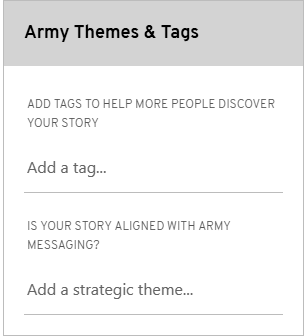 Army Themes & Tags
ADD TAGS TO HELP MORE PEOPLE DISCOVER
YOUR STORY
Add a tag...
IS YOUR STORY ALIGNED WITH ARMY
MESSAGING?
Add a strategic theme...